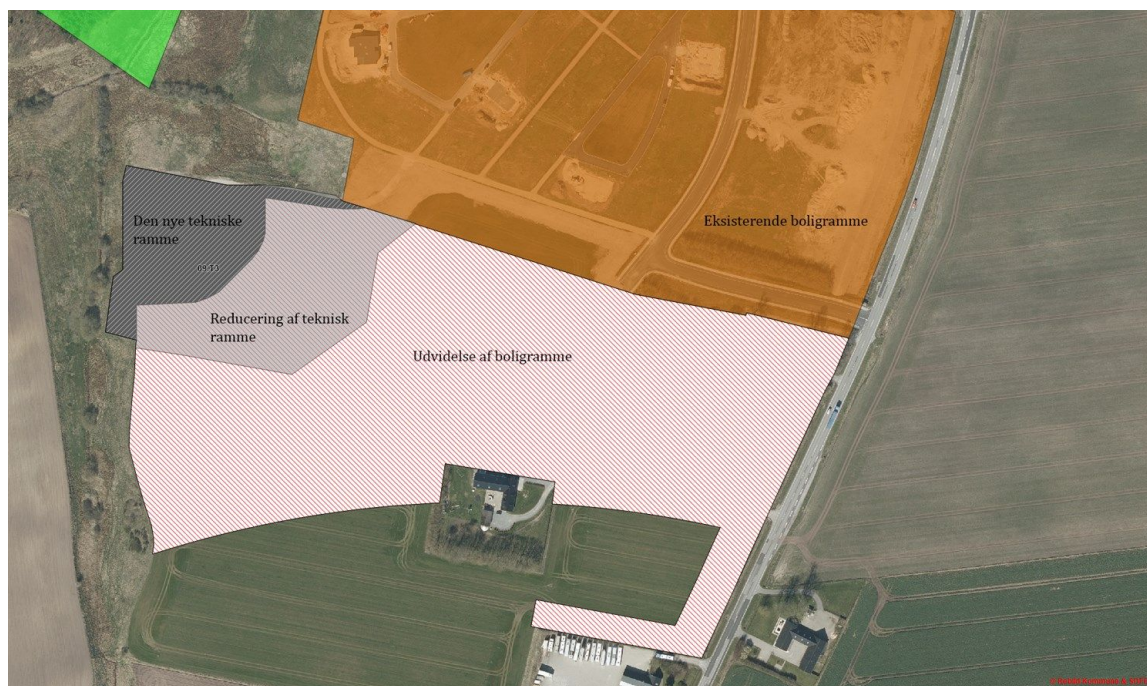 Den nye tekniske
ramme
Eksisterende boligramme
Reducering af teknisk
ramme
Udvidelse af boligramme